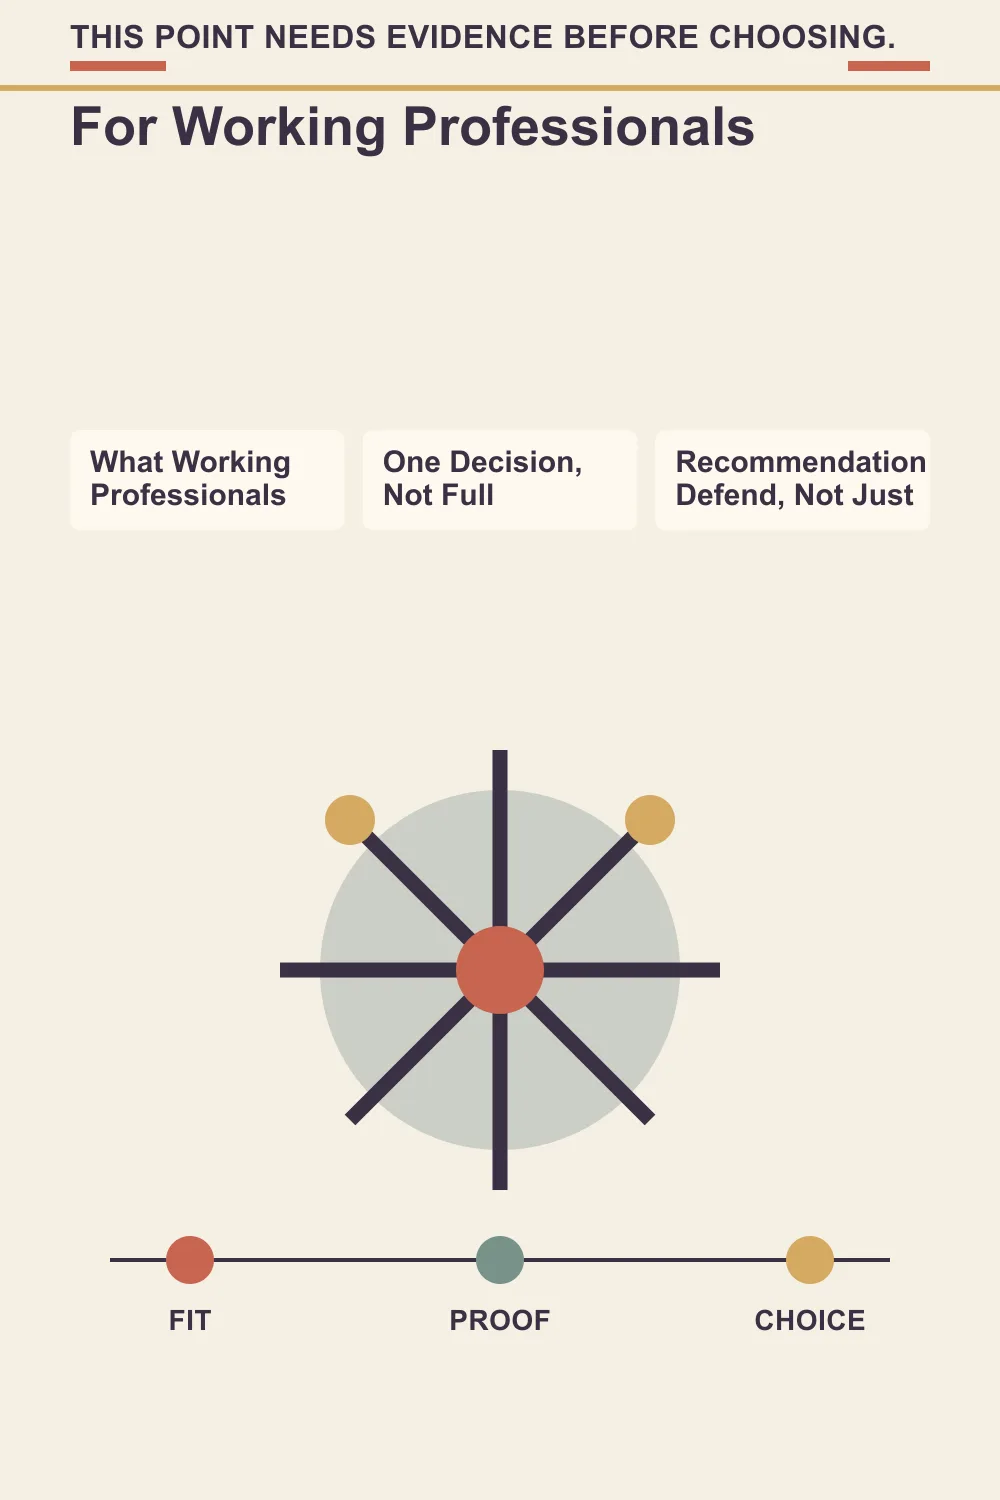 THIS POINT NEEDS EVIDENCE BEFORE CHOOSING.
For Working Professionals
What Working
Professionals
One Decision,
Not Full
Recommendation
Defend, Not Just
FIT
PROOF
CHOICE